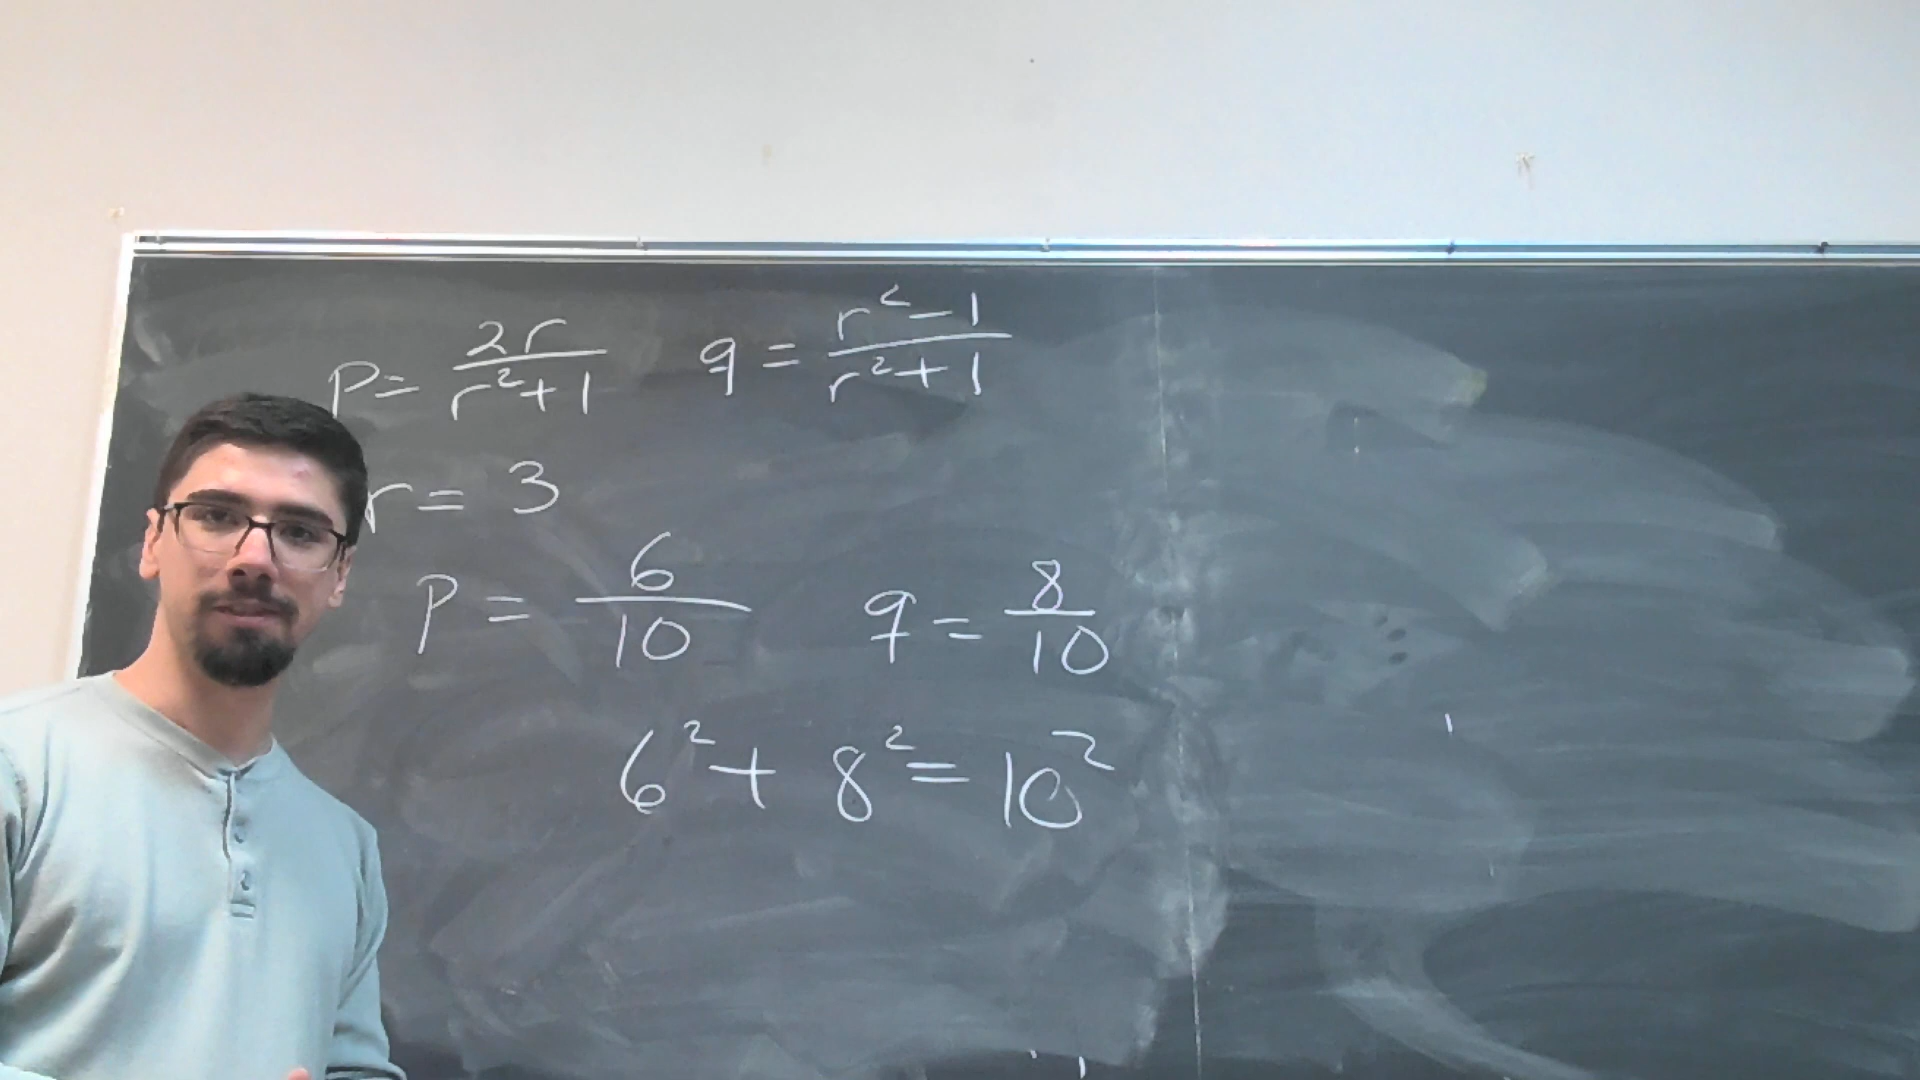 p = 2r/(r²+1) q = (r²-1)/(r²+1)
r = 3
p = 6/10 q = 8/10
6² + 8² = 10²